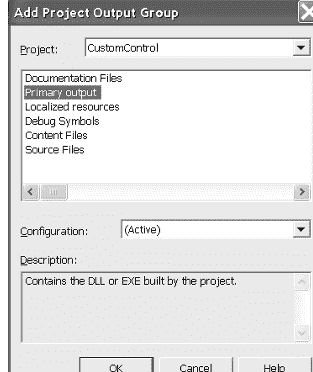 Add Project Output Group
Project: CustomControl
Documentation Files
Primary output
Localized resources
Debug Symbols
Content Files
Source Files
Configuration: (Active)
Description:
Contains the DLL or EXE built by the project.
OK Cancel Help